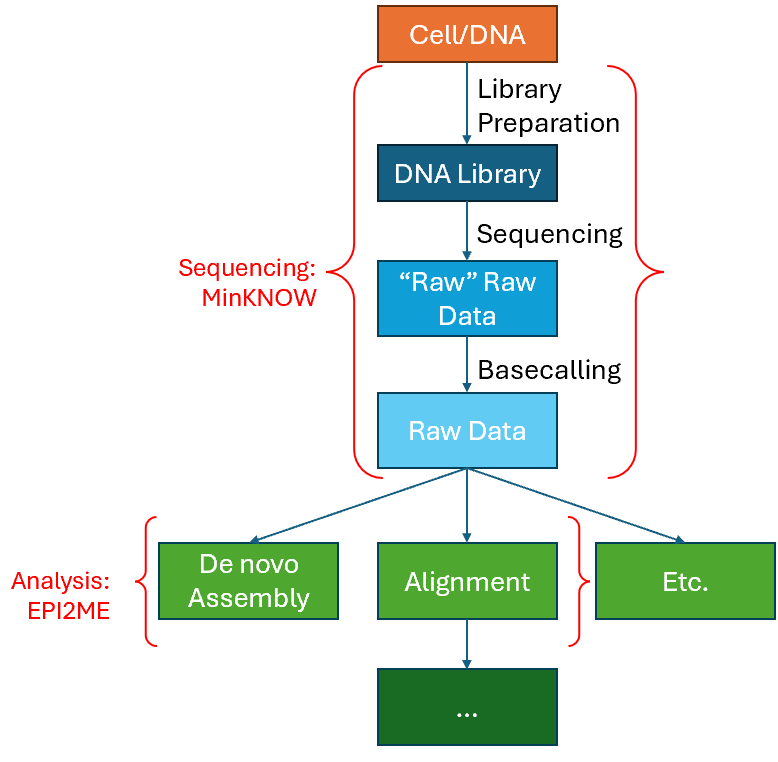 Cell/DNA
Library
Preparation
DNA Library
Sequencing
Sequencing:
MinKNOW
“Raw” Raw
Data
Basecalling
Raw Data
De novo
Assembly
Alignment
Etc.
Analysis:
EPI2ME
...